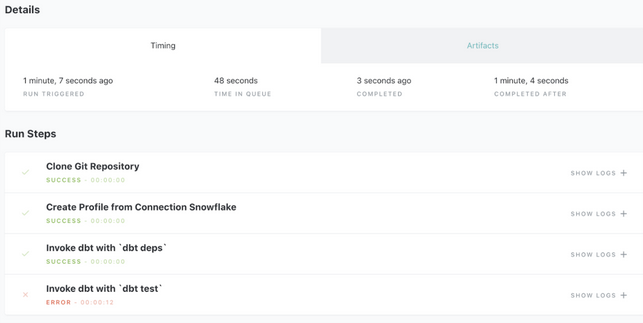 Details
Timing
Artifacts
1 minute, 7 seconds ago
48 seconds
3 seconds ago
1 minute, 4 seconds
RUN TRIGGERED
TIME IN QUEUE
COMPLETED
COMPLETED AFTER
Run Steps
Clone Git Repository
SUCCESS - 00:00:00
SHOW LOGS +
Create Profile from Connection Snowflake
SUCCESS - 00:00:00
SHOW LOGS +
Invoke dbt with `dbt deps`
SUCCESS - 00:00:00
SHOW LOGS +
Invoke dbt with `dbt test`
ERROR - 00:00:12
SHOW LOGS +